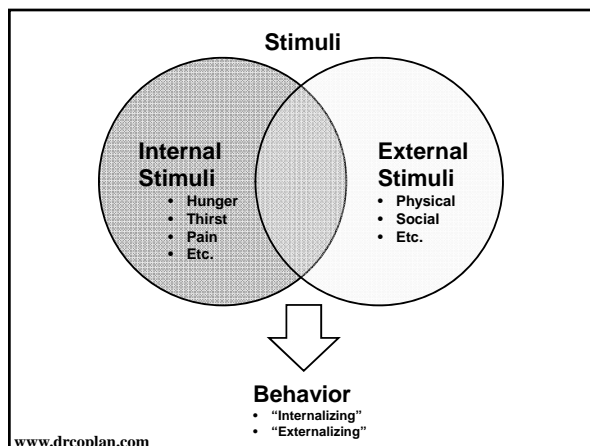 Stimuli
Internal
Stimuli
• Hunger
• Thirst
• Pain
• Etc.
External
Stimuli
• Physical
• Social
• Etc.
Behavior
• “Internalizing”
• “Externalizing”
www.drcoplan.com